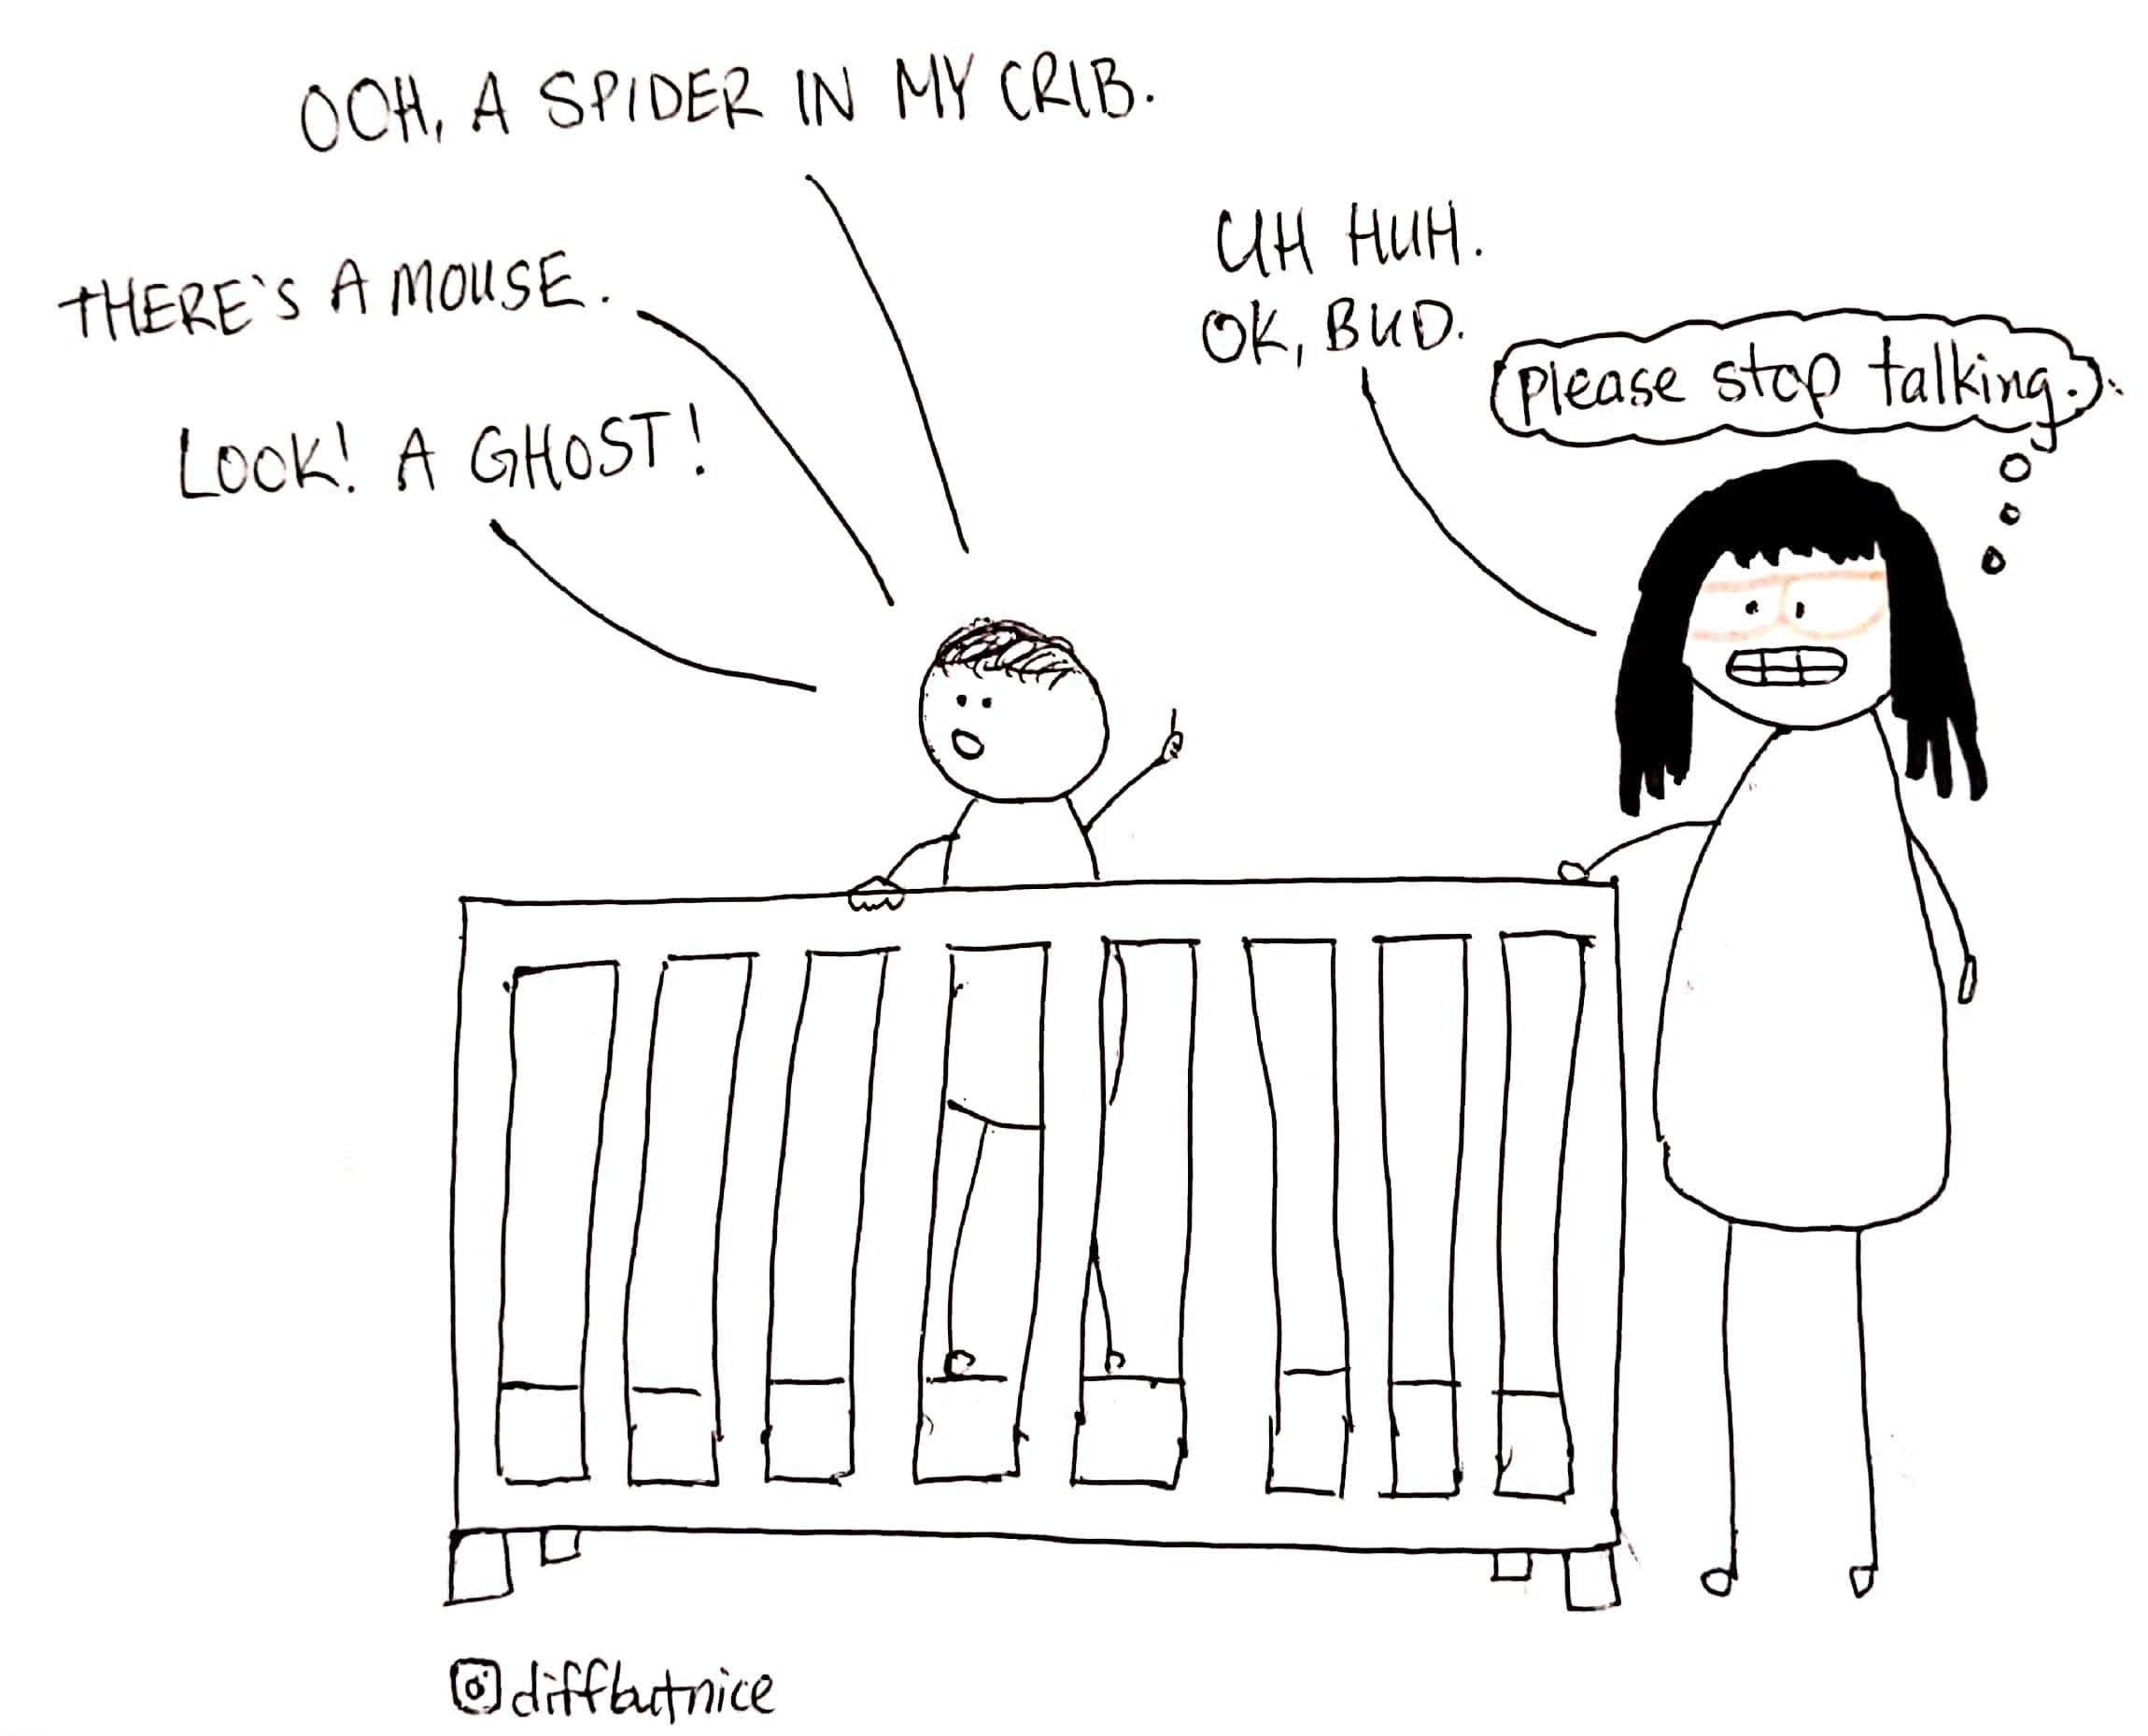 OOH, A SPIDER IN MY CRIB.
THERE'S A MOUSE.
LOOK! A GHOST!
UH HUH.
OK, BUD.
please stop talking.
diffbutnice